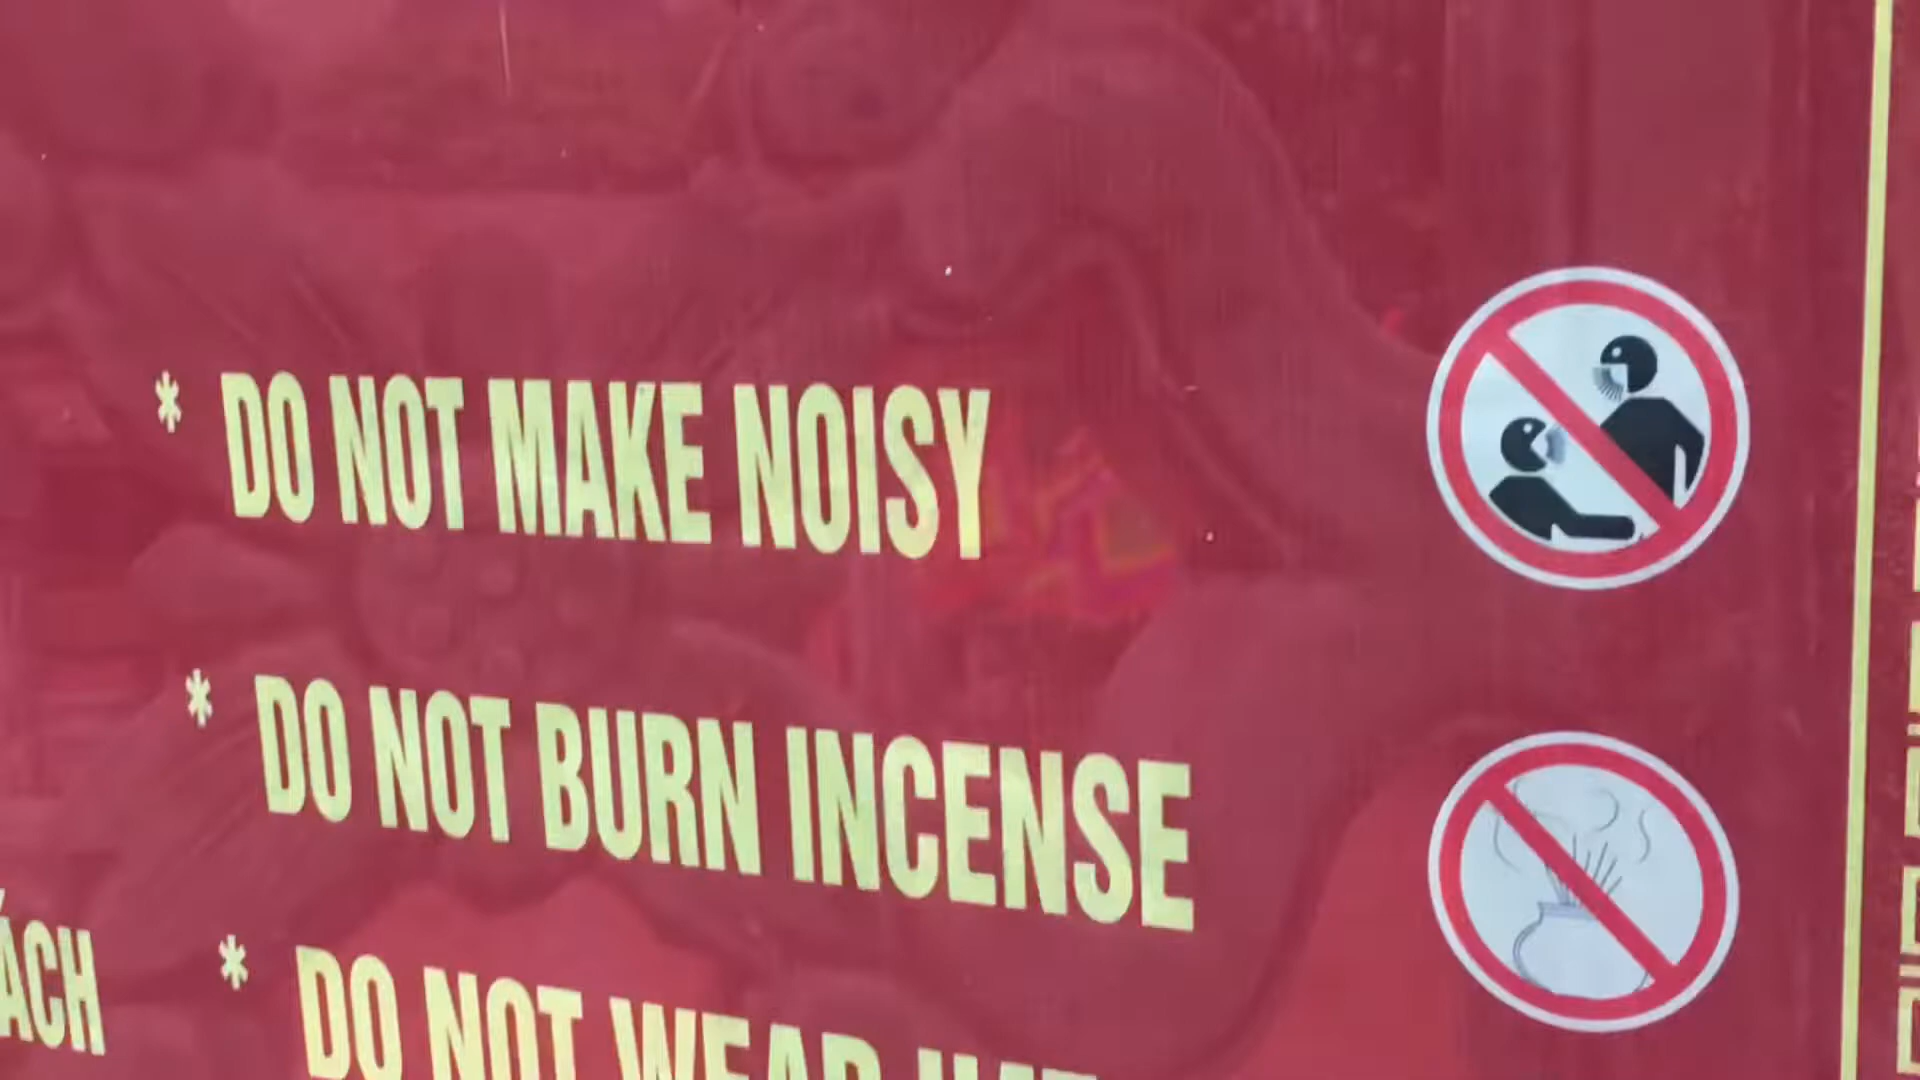 * DO NOT MAKE NOISY
* DO NOT BURN INCENSE
ÁCH
* DO NOT WEAR HAT